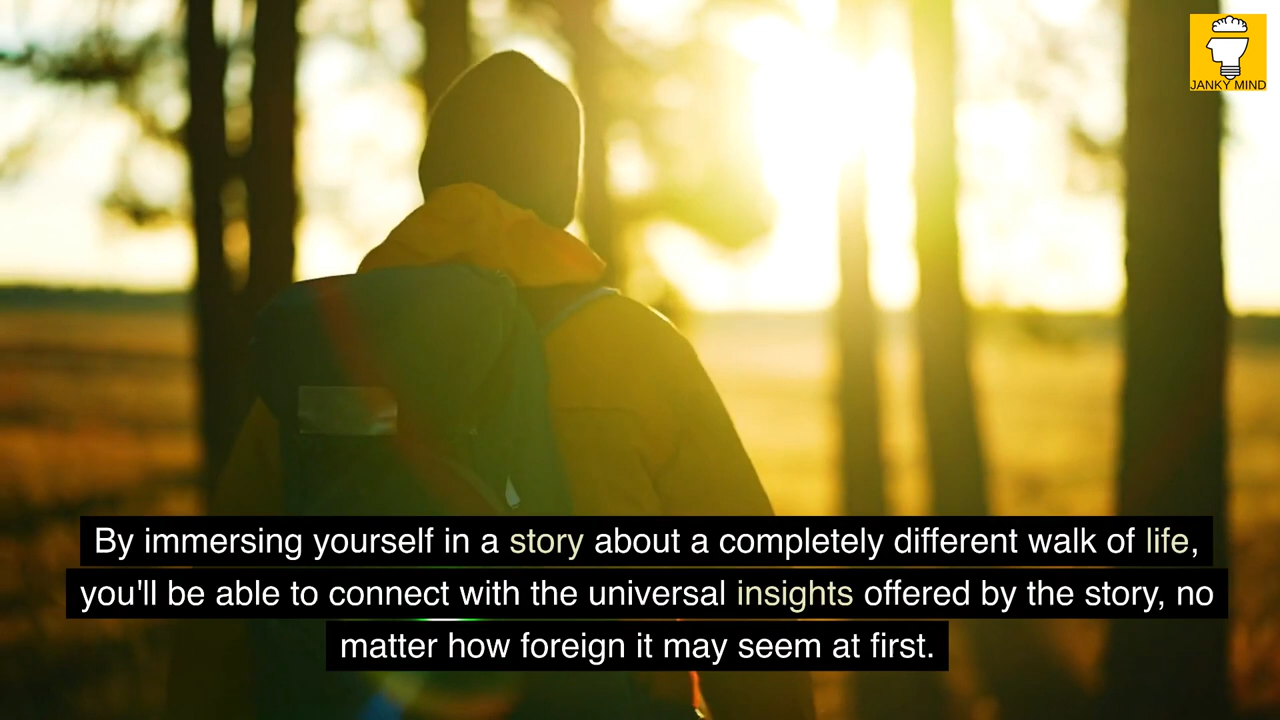 JANKY MIND
By immersing yourself in a story about a completely different walk of life,
you'll be able to connect with the universal insights offered by the story, no
matter how foreign it may seem at first.